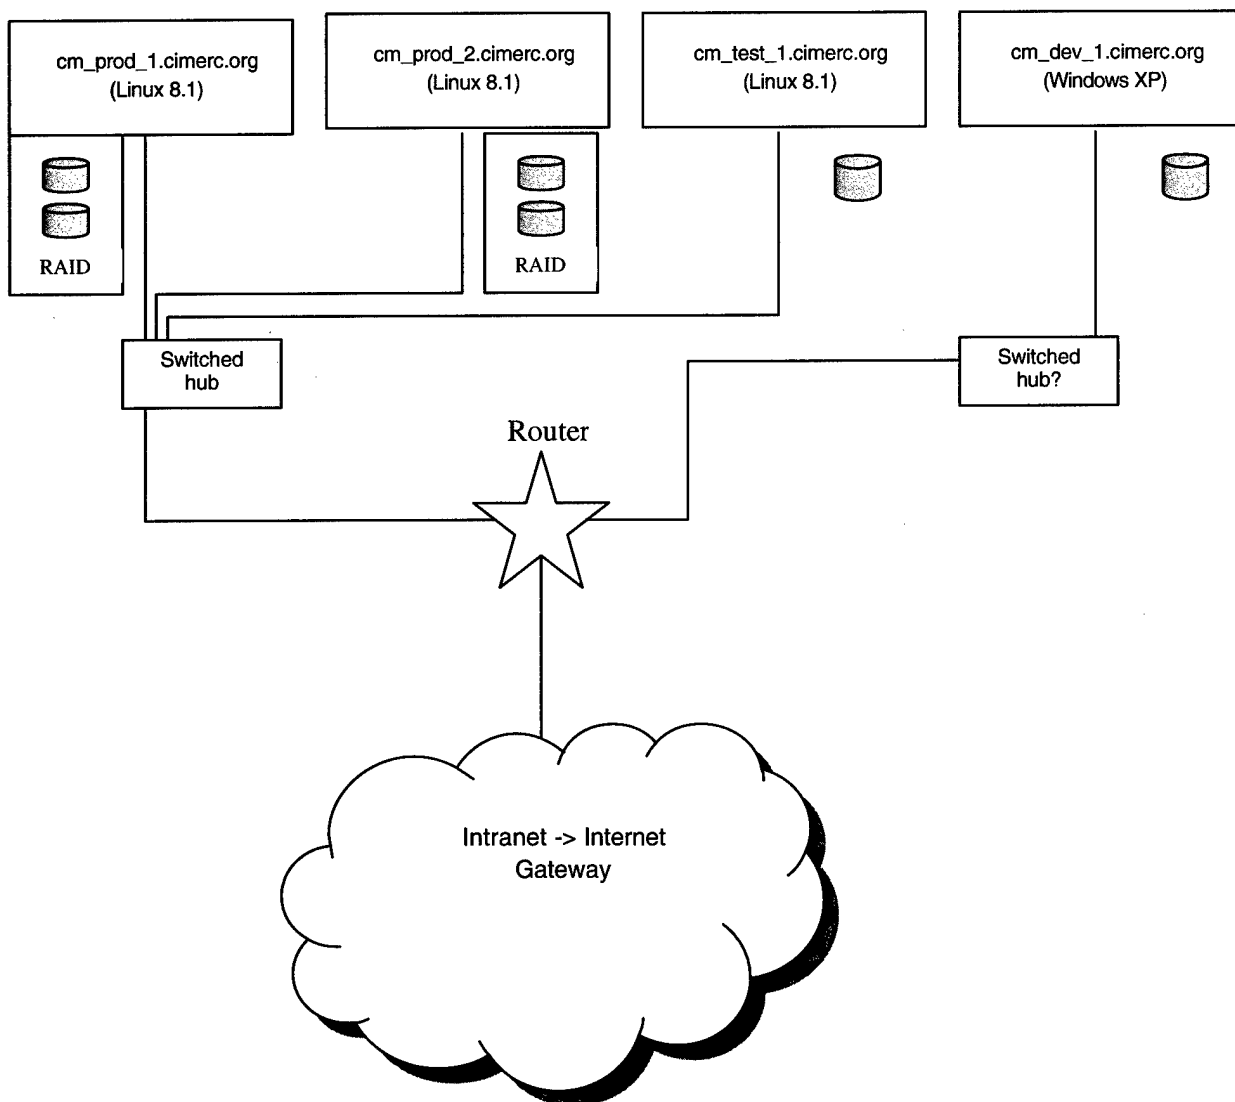 cm_prod_1.cimerc.org
(Linux 8.1)
cm_prod_2.cimerc.org
(Linux 8.1)
cm_test_1.cimerc.org
(Linux 8.1)
cm_dev_1.cimerc.org
(Windows XP)
RAID
RAID
Switched
hub
Switched
hub?
Router
Intranet -> Internet
Gateway